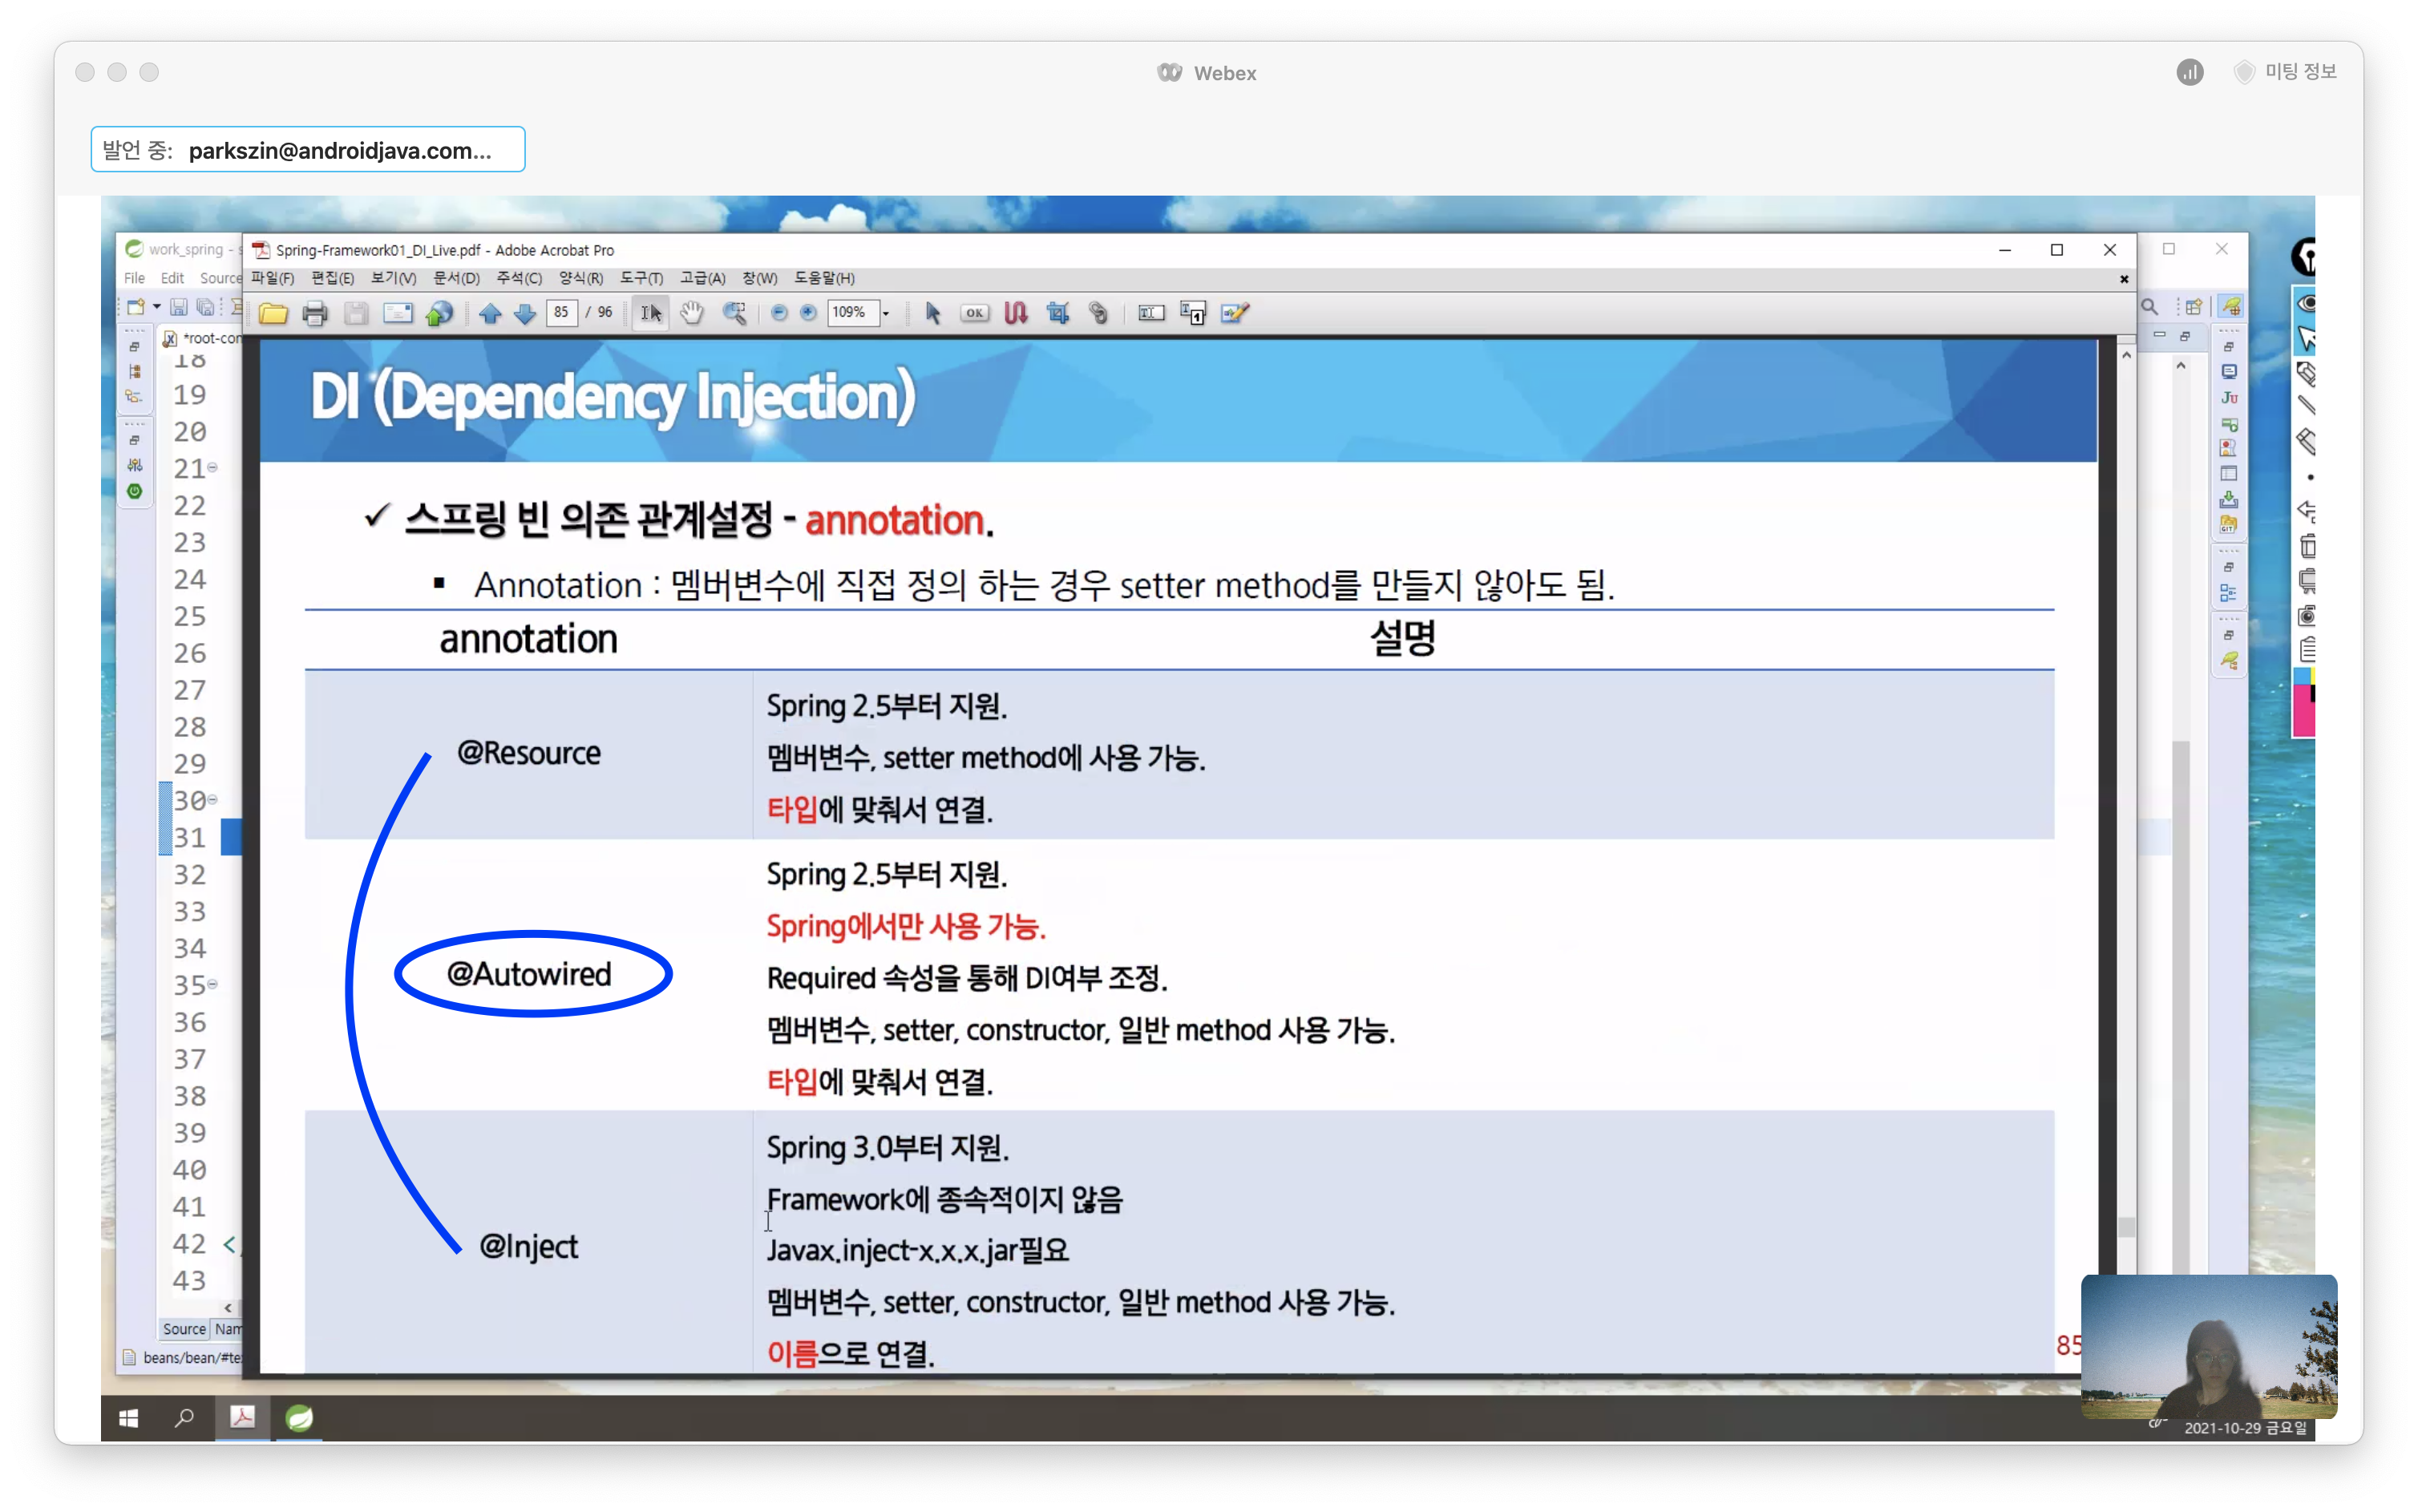 Webex
미팅 정보
발언 중: parkszin@androidjava.com...
work_spring - s
Spring-Framework01_DI_Live.pdf - Adobe Acrobat Pro
File Edit Source
파일(F) 편집(E) 보기(V) 문서(D) 주석(C) 양식(R) 도구(T) 고급(A) 창(W) 도움말(H)
85 / 96
109%
OK
*root-con
DI (Dependency Injection)
✓ 스프링 빈 의존 관계설정 - annotation.
▪ Annotation : 멤버변수에 직접 정의 하는 경우 setter method를 만들지 않아도 됨.
annotation 설명
@Resource
Spring 2.5부터 지원.
멤버변수, setter method에 사용 가능.
타입에 맞춰서 연결.
@Autowired
Spring 2.5부터 지원.
Spring에서만 사용 가능.
Required 속성을 통해 DI여부 조정.
멤버변수, setter, constructor, 일반 method 사용 가능.
타입에 맞춰서 연결.
@Inject
Spring 3.0부터 지원.
Framework에 종속적이지 않음
Javax.inject-x.x.x.jar필요
멤버변수, setter, constructor, 일반 method 사용 가능.
이름으로 연결.
85
18
19
20
21
22
23
24
25
26
27
28
29
30
31
32
33
34
35
36
37
38
39
40
41
42 </
43
Source Nam
beans/bean/#te
2021-10-29 금요일